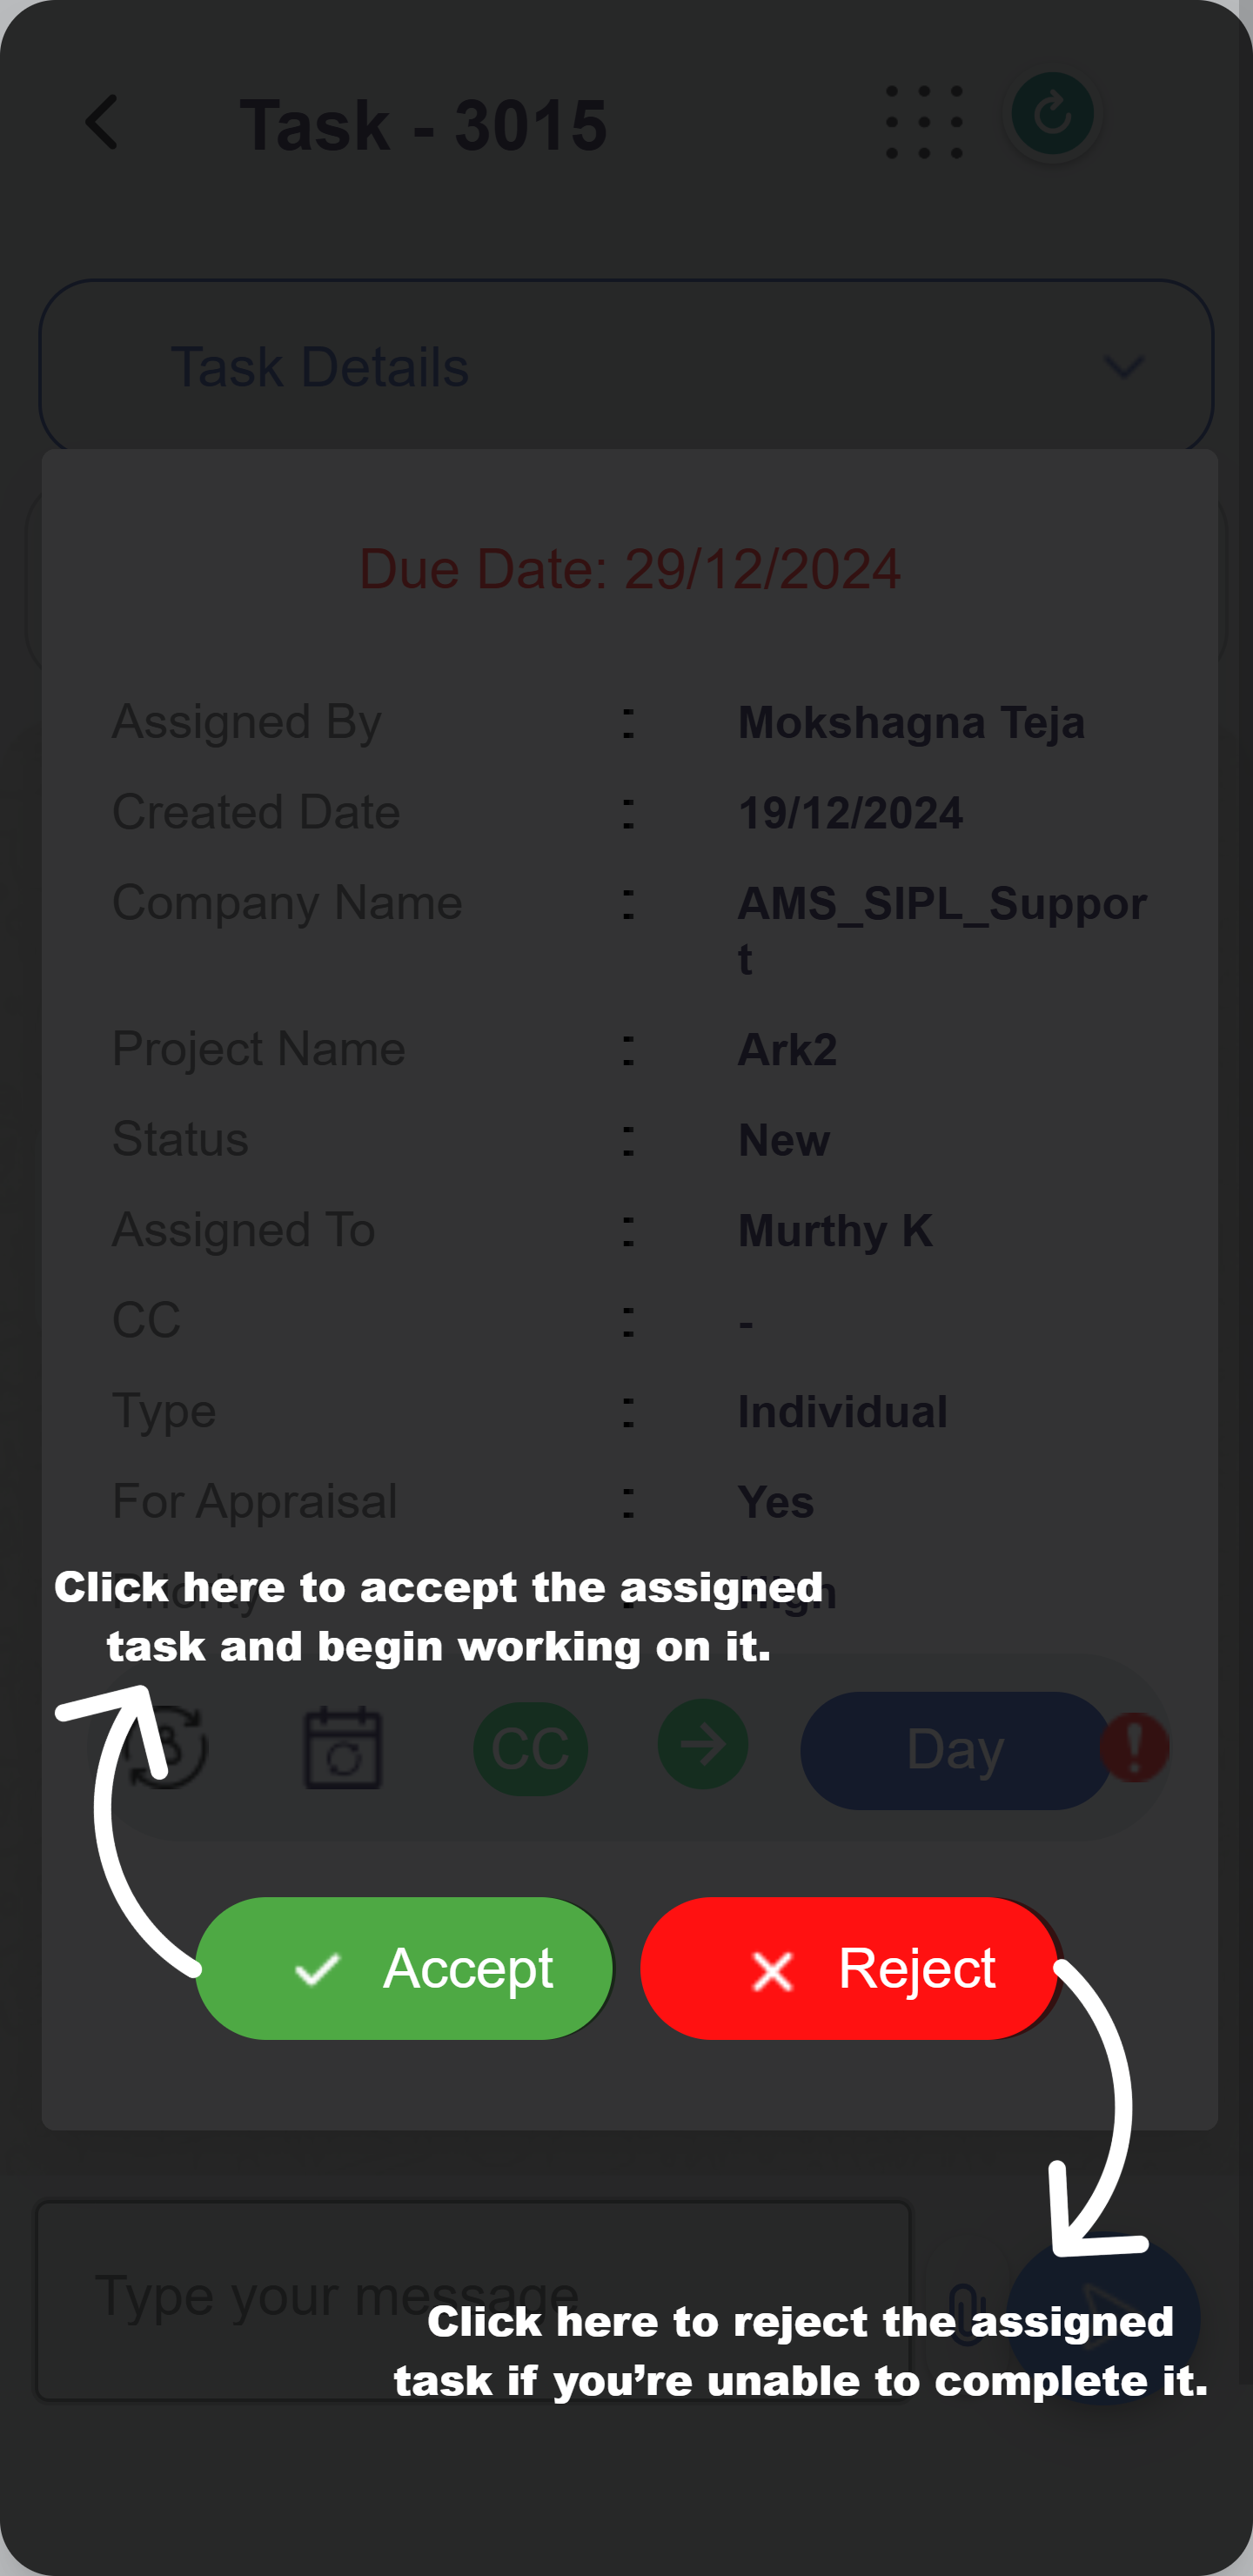 Task - 3015
Task Details
Due Date: 29/12/2024
Assigned By : Mokshagna Teja
Created Date : 19/12/2024
Company Name : AMS_SIPL_Suppor
t
Project Name : Ark2
Status : New
Assigned To : Murthy K
CC : -
Type : Individual
For Appraisal : Yes
Priority : High
Click here to accept the assigned
task and begin working on it.
CC Day
Accept Reject
Type your message
Click here to reject the assigned
task if you’re unable to complete it.